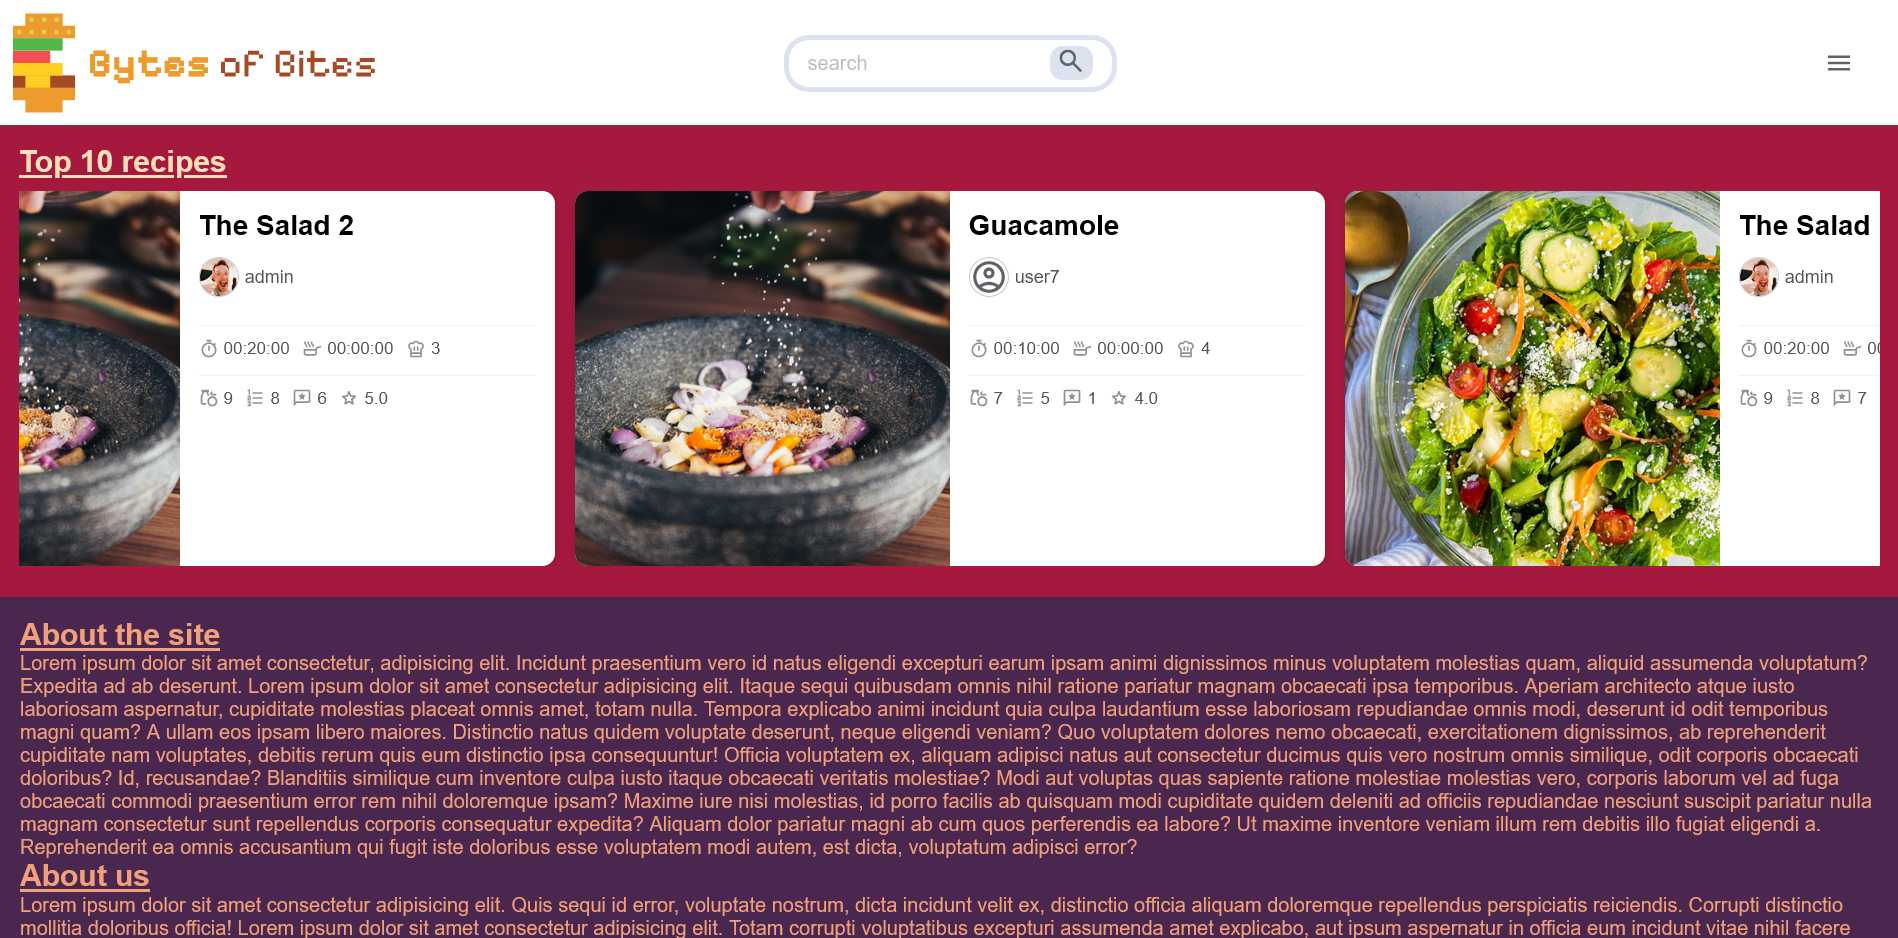 Bytes of Bites
search
Top 10 recipes
The Salad 2
admin
00:20:00 00:00:00 3
9 8 6 5.0
Guacamole
user7
00:10:00 00:00:00 4
7 5 1 4.0
The Salad
admin
00:20:00 00
9 8 7
About the site
Lorem ipsum dolor sit amet consectetur, adipisicing elit. Incidunt praesentium vero id natus eligendi excepturi earum ipsam animi dignissimos minus voluptatem molestias quam, aliquid assumenda voluptatum?
Expedita ad ab deserunt. Lorem ipsum dolor sit amet consectetur adipisicing elit. Itaque sequi quibusdam omnis nihil ratione pariatur magnam obcaecati ipsa temporibus. Aperiam architecto atque iusto
laboriosam aspernatur, cupiditate molestias placeat omnis amet, totam nulla. Tempora explicabo animi incidunt quia culpa laudantium esse laboriosam repudiandae omnis modi, deserunt id odit temporibus
magni quam? A ullam eos ipsam libero maiores. Distinctio natus quidem voluptate deserunt, neque eligendi veniam? Quo voluptatem dolores nemo obcaecati, exercitationem dignissimos, ab reprehenderit
cupiditate nam voluptates, debitis rerum quis eum distinctio ipsa consequuntur! Officia voluptatem ex, aliquam adipisci natus aut consectetur ducimus quis vero nostrum omnis similique, odit corporis obcaecati
doloribus? Id, recusandae? Blanditiis similique cum inventore culpa iusto itaque obcaecati veritatis molestiae? Modi aut voluptas quas sapiente ratione molestiae molestias vero, corporis laborum vel ad fuga
obcaecati commodi praesentium error rem nihil doloremque ipsam? Maxime iure nisi molestias, id porro facilis ab quisquam modi cupiditate quidem deleniti ad officiis repudiandae nesciunt suscipit pariatur nulla
magnam consectetur sunt repellendus corporis consequatur expedita? Aliquam dolor pariatur magni ab cum quos perferendis ea labore? Ut maxime inventore veniam illum rem debitis illo fugiat eligendi a.
Reprehenderit ea omnis accusantium qui fugit iste doloribus esse voluptatem modi autem, est dicta, voluptatum adipisci error?
About us
Lorem ipsum dolor sit amet consectetur adipisicing elit. Quis sequi id error, voluptate nostrum, dicta incidunt velit ex, distinctio officia aliquam doloremque repellendus perspiciatis reiciendis. Corrupti distinctio
mollitia doloribus officia! Lorem ipsum dolor sit amet consectetur adipisicing elit. Totam corrupti voluptatibus excepturi assumenda amet explicabo, aut ipsum aspernatur in officia eum incidunt vitae nihil facere